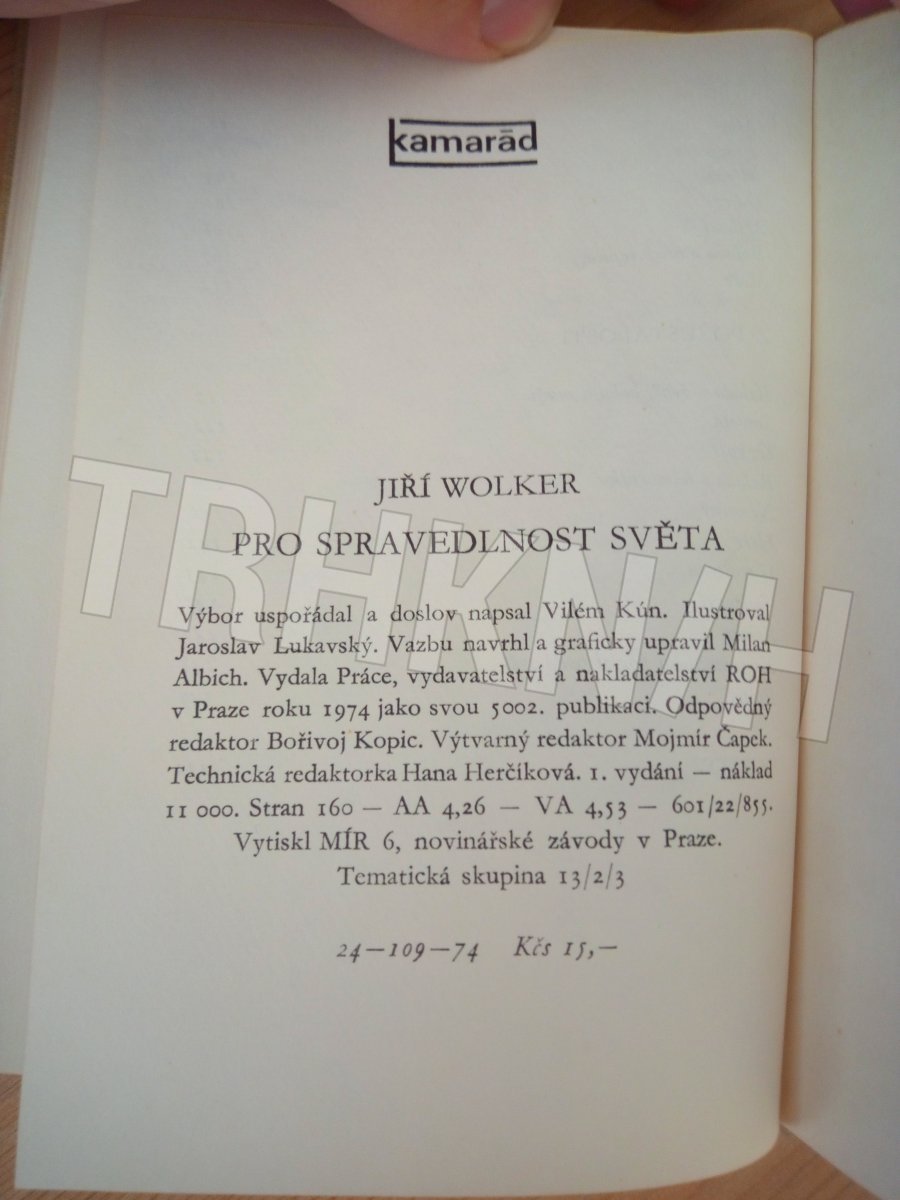 kamarád
JIŘÍ WOLKER
PRO SPRAVEDLNOST SVĚTA
Výbor uspořádal a doslov napsal Vilém Kún. Ilustroval
Jaroslav Lukavský. Vazbu navrhl a graficky upravil Milan
Albich. Vydala Práce, vydavatelství a nakladatelství ROH
v Praze roku 1974 jako svou 5002. publikaci. Odpovědný
redaktor Bořivoj Kopic. Výtvarný redaktor Mojmír Čapek.
Technická redaktorka Hana Herčíková. 1. vydání — náklad
11 000. Stran 160 — AA 4,26 — VA 4,53 — 601/22/855.
Vytiskl MÍR 6, novinářské závody v Praze.
Tematická skupina 13/2/3
24—109—74 Kčs 15,—
TBHKNVH